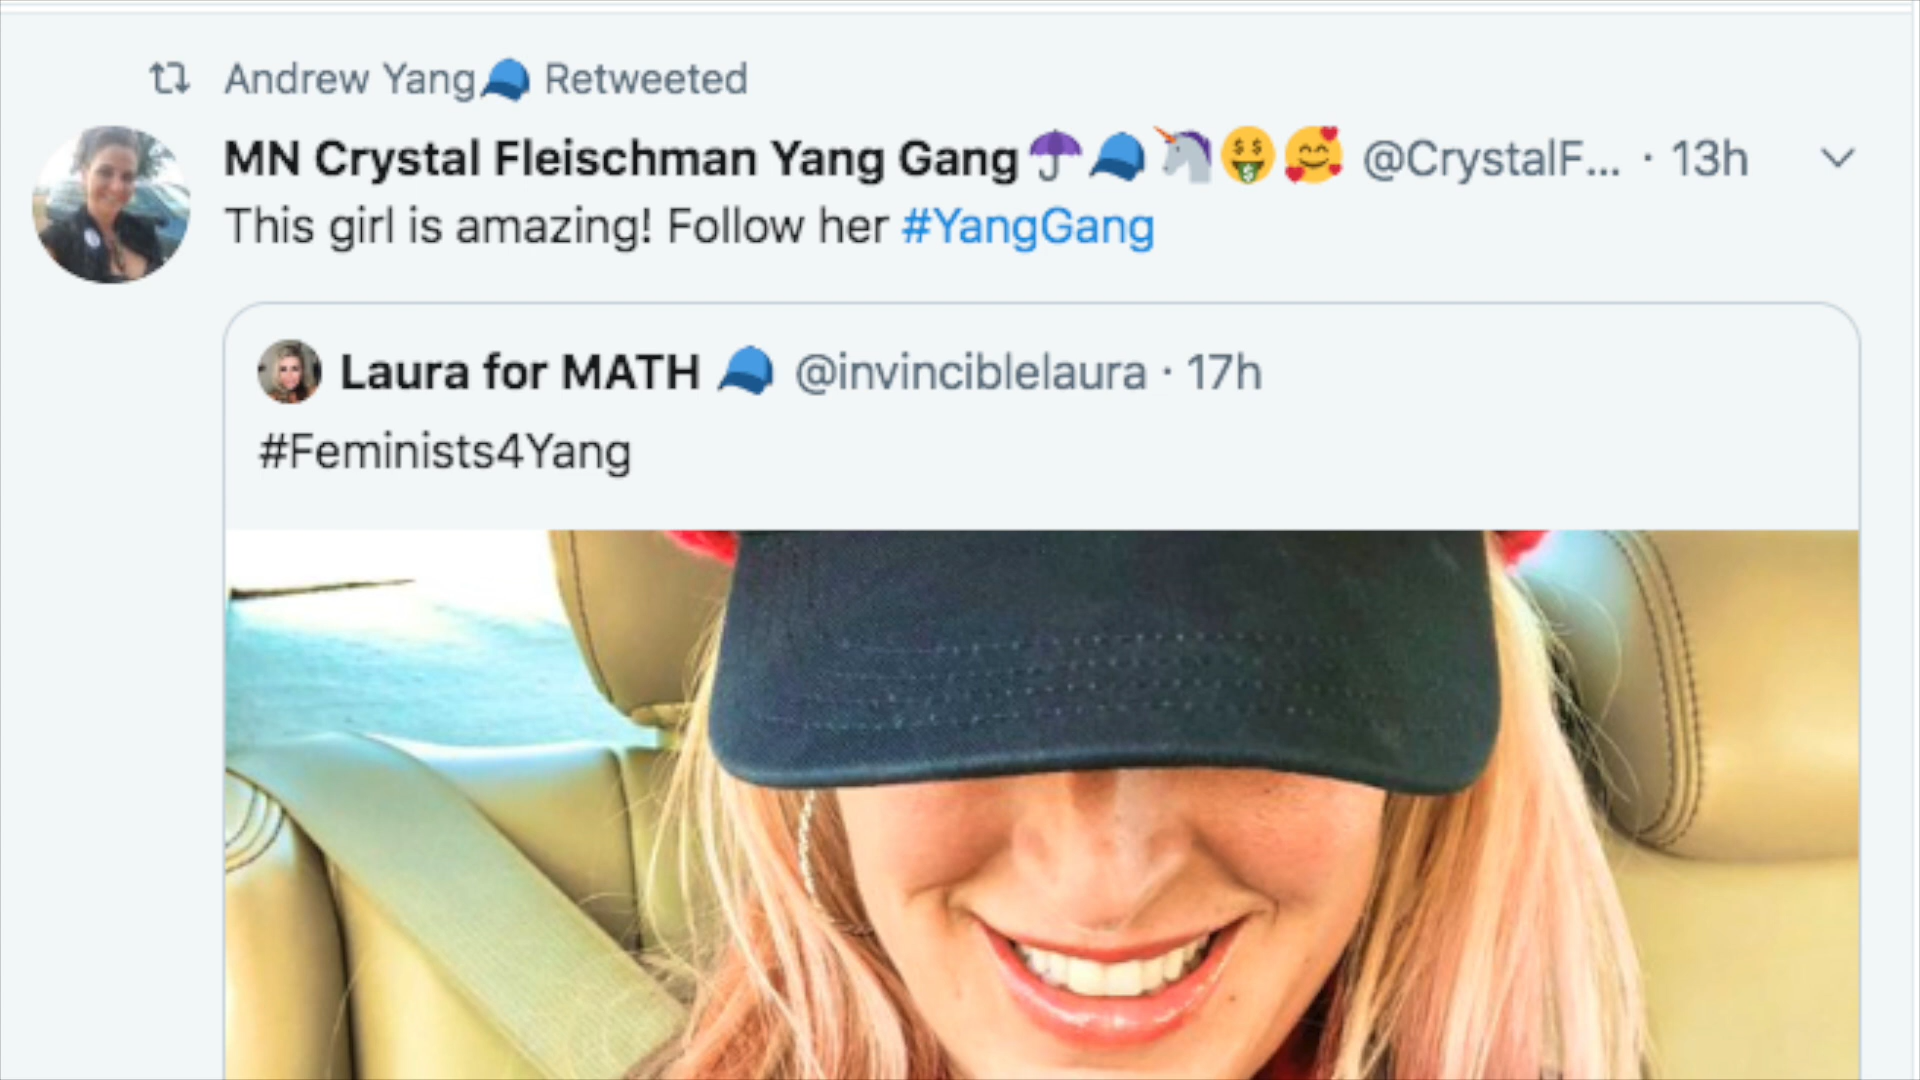 Andrew Yang🧢 Retweeted
MN Crystal Fleischman Yang Gang☂🧢🦄🤑🥰 @CrystalF... · 13h
This girl is amazing! Follow her #YangGang
Laura for MATH 🧢 @invinciblelaura · 17h
#Feminists4Yang